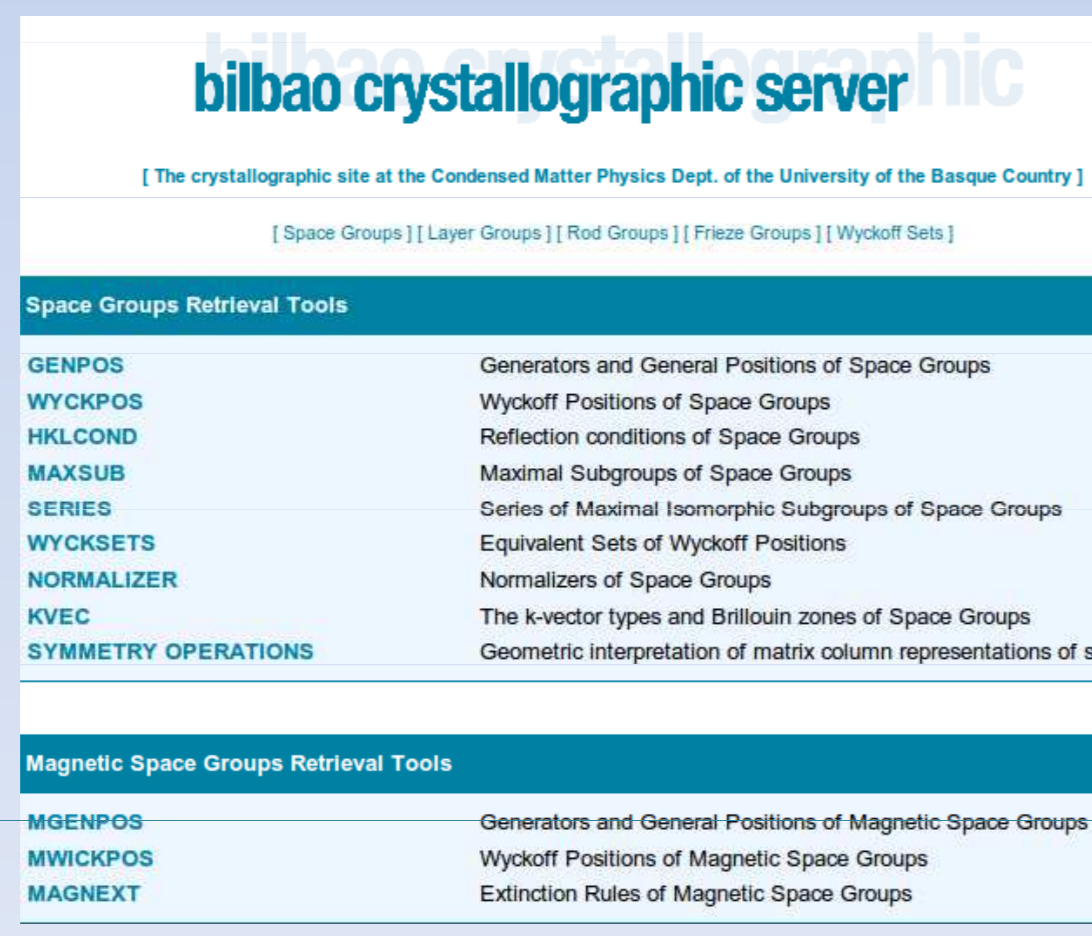 bilbao crystallographic
bilbao crystallographic server
[ The crystallographic site at the Condensed Matter Physics Dept. of the University of the Basque Country ]
[ Space Groups ] [ Layer Groups ] [ Rod Groups ] [ Frieze Groups ] [ Wyckoff Sets ]
Space Groups Retrieval Tools
GENPOS Generators and General Positions of Space Groups
WYCKPOS Wyckoff Positions of Space Groups
HKLCOND Reflection conditions of Space Groups
MAXSUB Maximal Subgroups of Space Groups
SERIES Series of Maximal Isomorphic Subgroups of Space Groups
WYCKSETS Equivalent Sets of Wyckoff Positions
NORMALIZER Normalizers of Space Groups
KVEC The k-vector types and Brillouin zones of Space Groups
SYMMETRY OPERATIONS Geometric interpretation of matrix column representations of s
Magnetic Space Groups Retrieval Tools
MGENPOS Generators and General Positions of Magnetic Space Groups
MWICKPOS Wyckoff Positions of Magnetic Space Groups
MAGNEXT Extinction Rules of Magnetic Space Groups